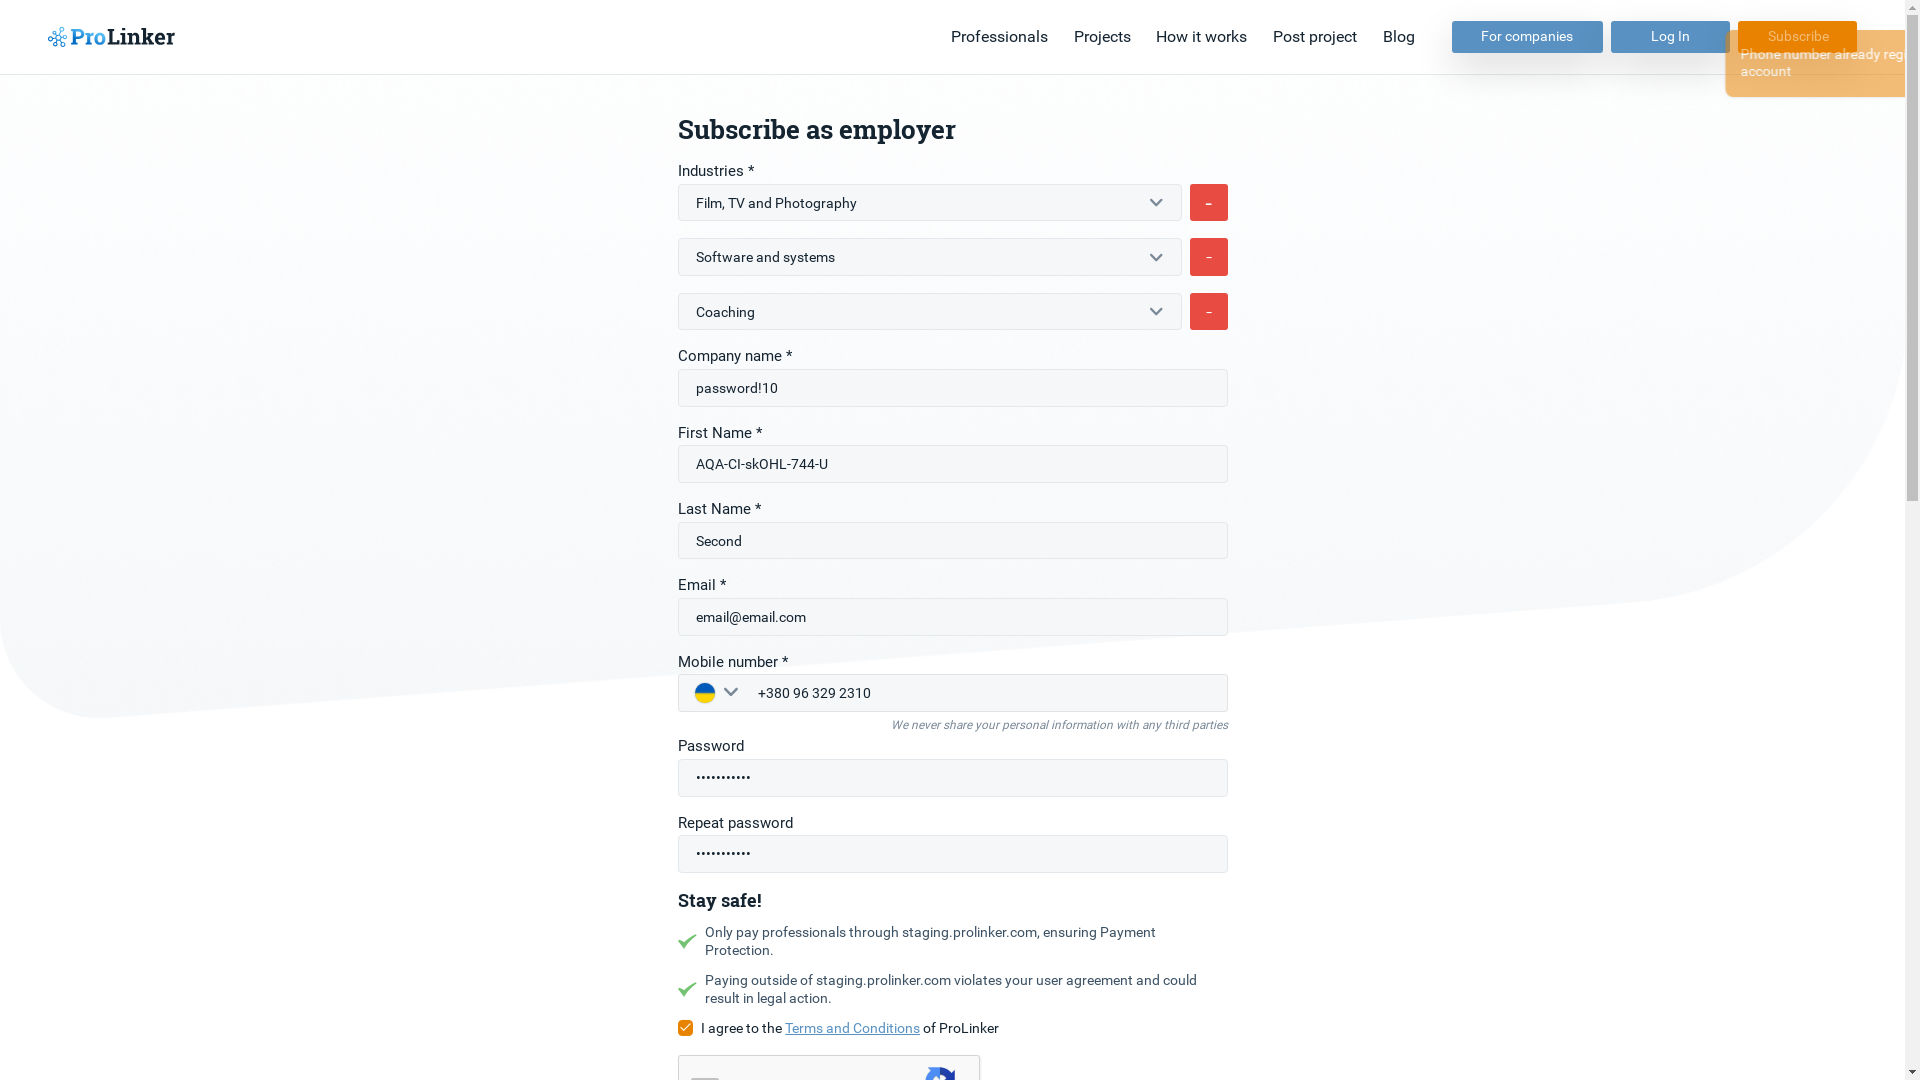 ProLinker
Professionals
Projects
How it works
Post project
Blog
For companies
Log In
Subscribe
Phone number already
account
Subscribe as employer
Industries *
Film, TV and Photography
-
Software and systems
-
Coaching
-
Company name *
password!10
First Name *
AQA-CI-skOHL-744-U
Last Name *
Second
Email *
email@email.com
Mobile number *
+380 96 329 2310
We never share your personal information with any third parties
Password
•••••••••••
Repeat password
•••••••••••
Stay safe!
Only pay professionals through staging.prolinker.com, ensuring Payment
Protection.
Paying outside of staging.prolinker.com violates your user agreement and could
result in legal action.
I agree to the Terms and Conditions of ProLinker